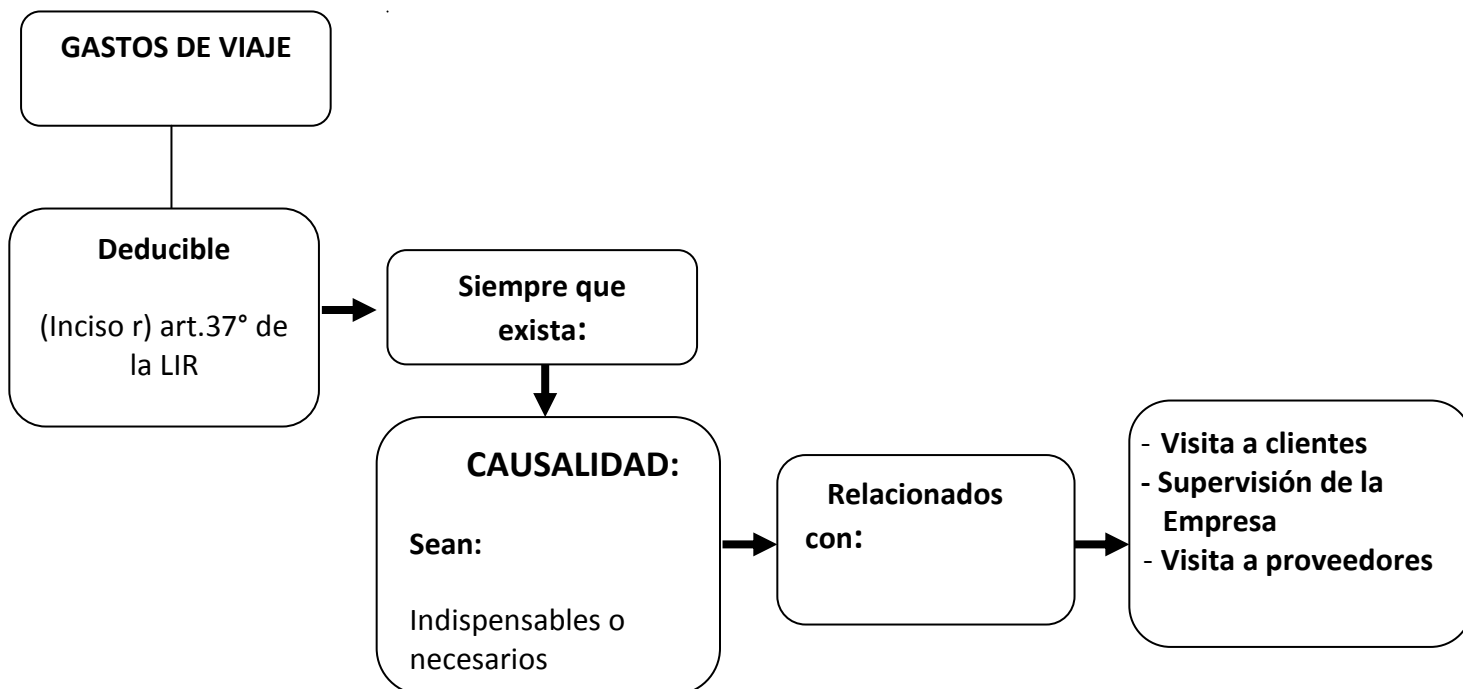 GASTOS DE VIAJE
Deducible
(Inciso r) art.37° de
la LIR
Siempre que
exista:
CAUSALIDAD:
Sean:
Indispensables o
necesarios
Relacionados
con:
- Visita a clientes
- Supervisión de la
Empresa
- Visita a proveedores